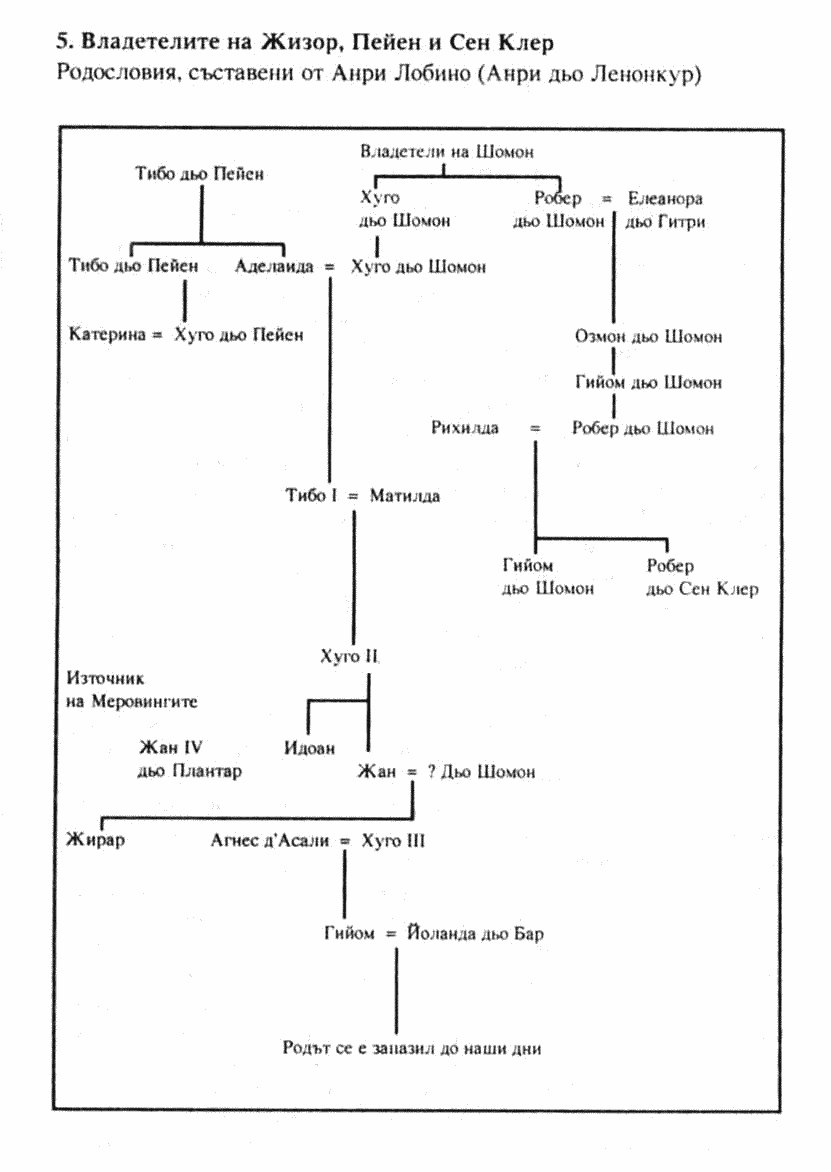 5. Владетелите на Жизор, Пейен и Сен Клер
Родословия, съставени от Анри Лобино (Анри дьо Ленонкур)
Владетели на Шомон
Тибо дьо Пейен
Хуго
дьо Шомон
Робер = Елеанора
дьо Шомон дьо Гитри
Тибо дьо Пейен Аделаида = Хуго дьо Шомон
Катерина = Хуго дьо Пейен
Озмон дьо Шомон
Гийом дьо Шомон
Рихилда = Робер дьо Шомон
Тибо I = Матилда
Гийом
дьо Шомон
Робер
дьо Сен Клер
Хуго II
Източник
на Меровингите
Жан IV
дьо Плантар
Идоан
Жан = ? Дьо Шомон
Жирар Агнес д'Асали = Хуго III
Гийом = Йоланда дьо Бар
Родът се е запазил до наши дни